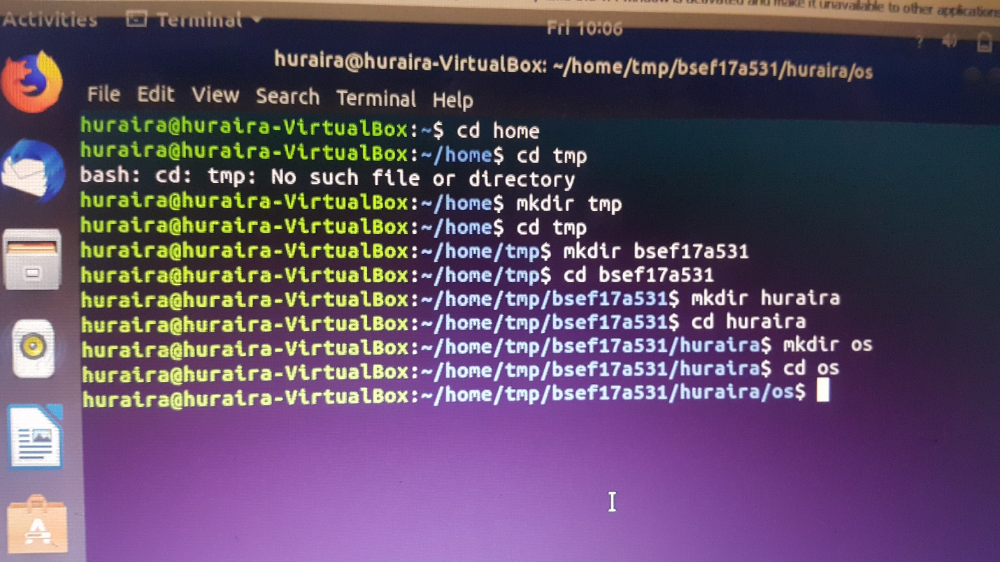 window is activated and make it unavailable to other applications
Activities Terminal Fri 10:06
huraira@huraira-VirtualBox: ~/home/tmp/bsef17a531/huraira/os
File Edit View Search Terminal Help
huraira@huraira-VirtualBox:~$ cd home
huraira@huraira-VirtualBox:~/home$ cd tmp
bash: cd: tmp: No such file or directory
huraira@huraira-VirtualBox:~/home$ mkdir tmp
huraira@huraira-VirtualBox:~/home$ cd tmp
huraira@huraira-VirtualBox:~/home/tmp$ mkdir bsef17a531
huraira@huraira-VirtualBox:~/home/tmp$ cd bsef17a531
huraira@huraira-VirtualBox:~/home/tmp/bsef17a531$ mkdir huraira
huraira@huraira-VirtualBox:~/home/tmp/bsef17a531$ cd huraira
huraira@huraira-VirtualBox:~/home/tmp/bsef17a531/huraira$ mkdir os
huraira@huraira-VirtualBox:~/home/tmp/bsef17a531/huraira$ cd os
huraira@huraira-VirtualBox:~/home/tmp/bsef17a531/huraira/os$